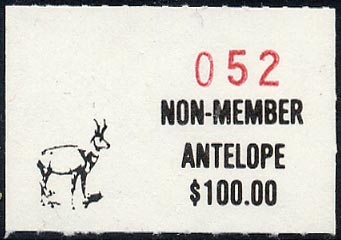 052
NON-MEMBER
ANTELOPE
$100.00